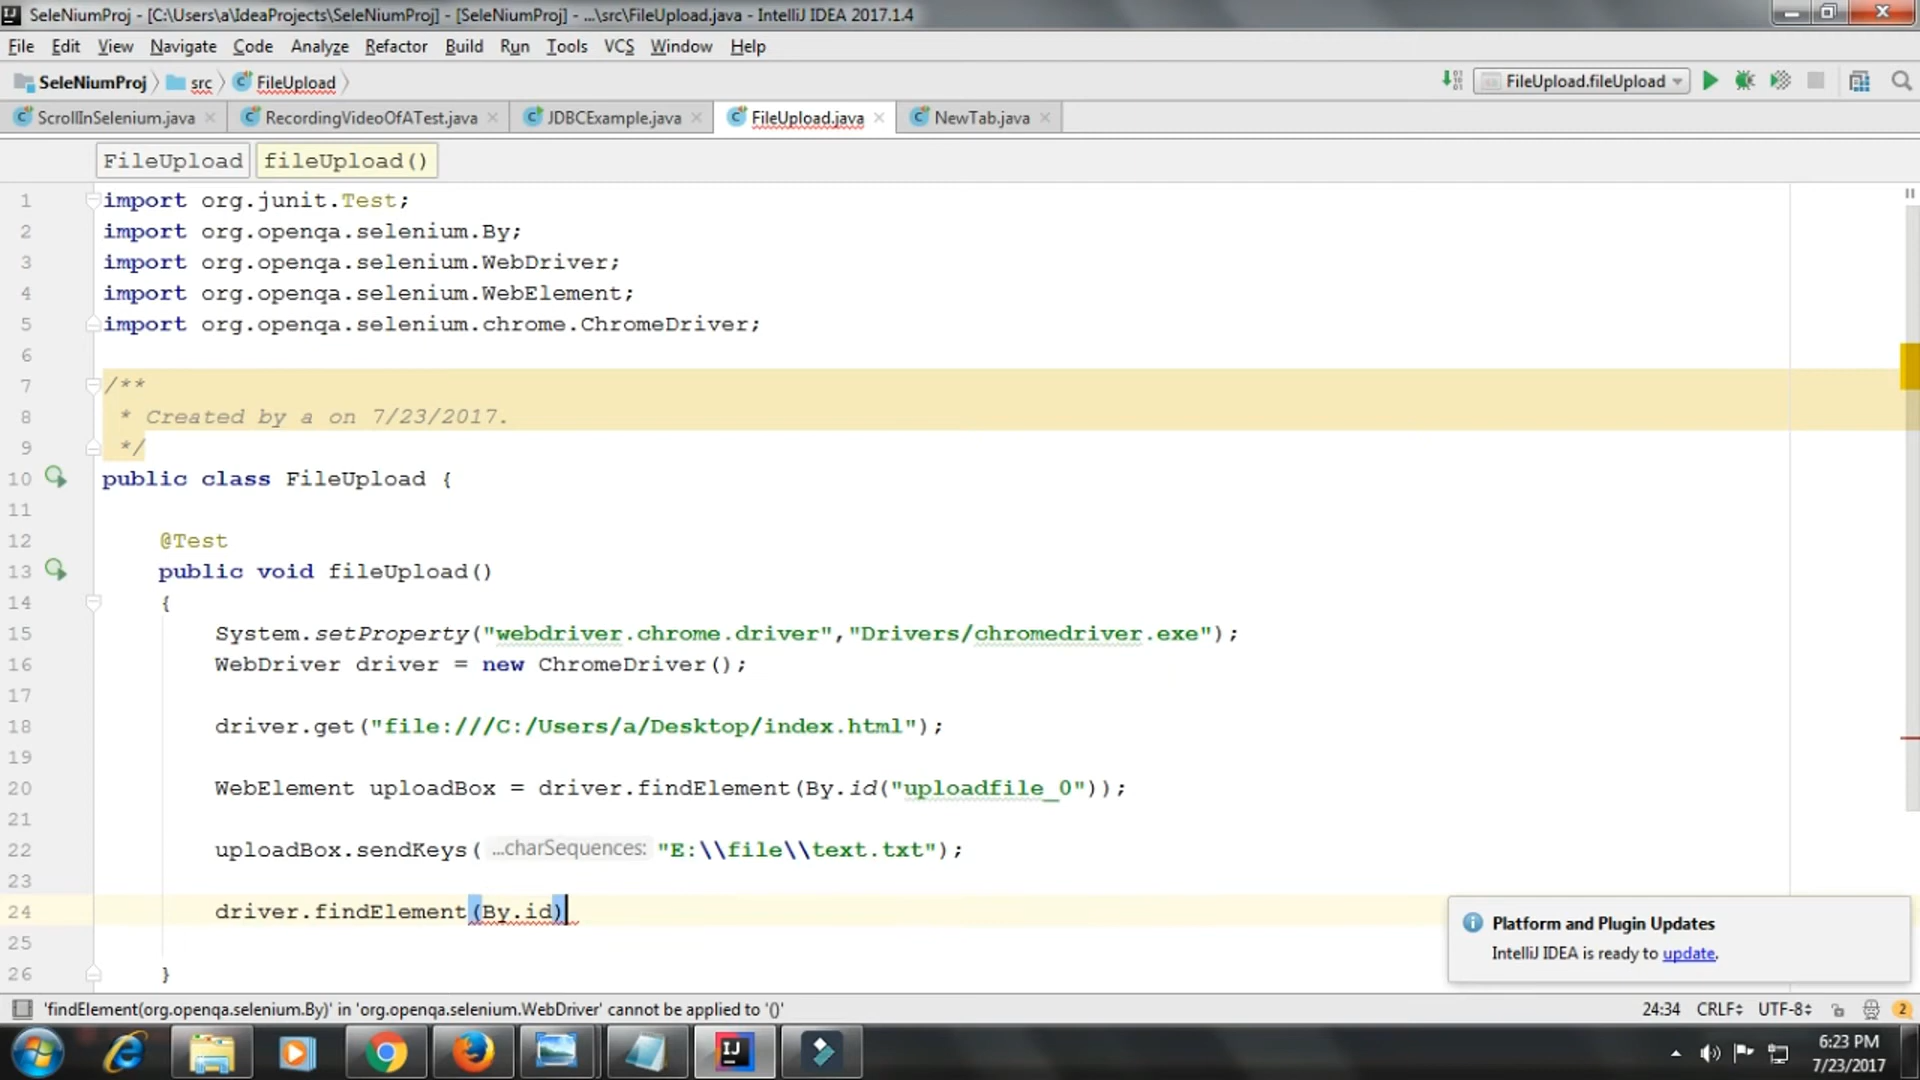 SeleNiumProj - [C:\Users\a\IdeaProjects\SeleNiumProj] - [SeleNiumProj] - ...\src\FileUpload.java - IntelliJ IDEA 2017.1.4
File Edit View Navigate Code Analyze Refactor Build Run Tools VCS Window Help
SeleNiumProj src FileUpload FileUpload.fileUpload
ScrollInSelenium.java RecordingVideoOfATest.java JDBCExample.java FileUpload.java NewTab.java
FileUpload fileUpload()
1 import org.junit.Test;
2 import org.openqa.selenium.By;
3 import org.openqa.selenium.WebDriver;
4 import org.openqa.selenium.WebElement;
5 import org.openqa.selenium.chrome.ChromeDriver;
6
7 /**
8 * Created by a on 7/23/2017.
9 */
10 public class FileUpload {
11
12 @Test
13 public void fileUpload()
14 {
15 System.setProperty("webdriver.chrome.driver","Drivers/chromedriver.exe");
16 WebDriver driver = new ChromeDriver();
17
18 driver.get("file:///C:/Users/a/Desktop/index.html");
19
20 WebElement uploadBox = driver.findElement(By.id("uploadfile_0"));
21
22 uploadBox.sendKeys( ...charSequences: "E:\\file\\text.txt");
23
24 driver.findElement(By.id)
25
26 }
Platform and Plugin Updates
IntelliJ IDEA is ready to update.
'findElement(org.openqa.selenium.By)' in 'org.openqa.selenium.WebDriver' cannot be applied to '()' 24:34 CRLF UTF-8 2
6:23 PM
7/23/2017